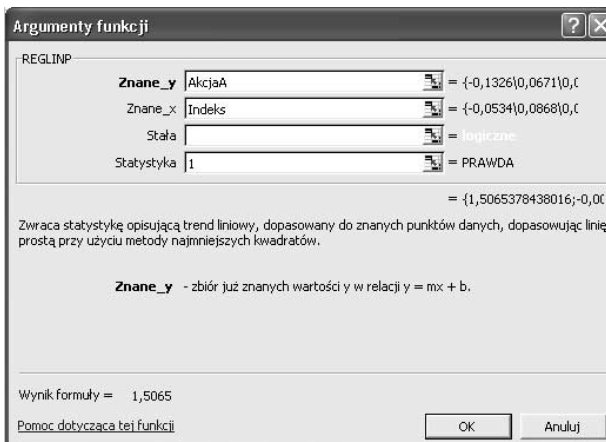 Argumenty funkcji
REGLINP
Znane_y AkcjaA = {-0,1326\0,0671\0,0
Znane_x Indeks = {-0,0534\0,0868\0,0
Stała = logiczne
Statystyka 1 = PRAWDA
= {1,5065378438016;-0,00
Zwraca statystykę opisującą trend liniowy, dopasowany do znanych punktów danych, dopasowując linię
prostą przy użyciu metody najmniejszych kwadratów.
Znane_y - zbiór już znanych wartości y w relacji y = mx + b.
Wynik formuły = 1,5065
Pomoc dotycząca tej funkcji OK Anuluj